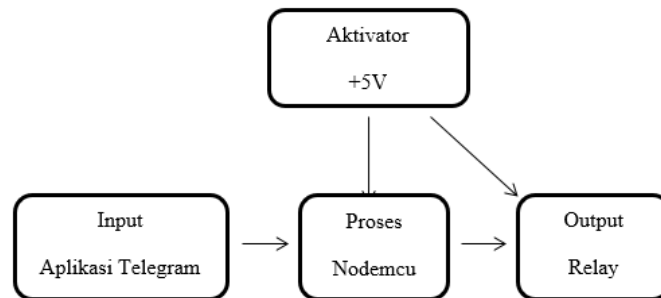 Aktivator
+5V
Input
Aplikasi Telegram
Proses
Nodemcu
Output
Relay